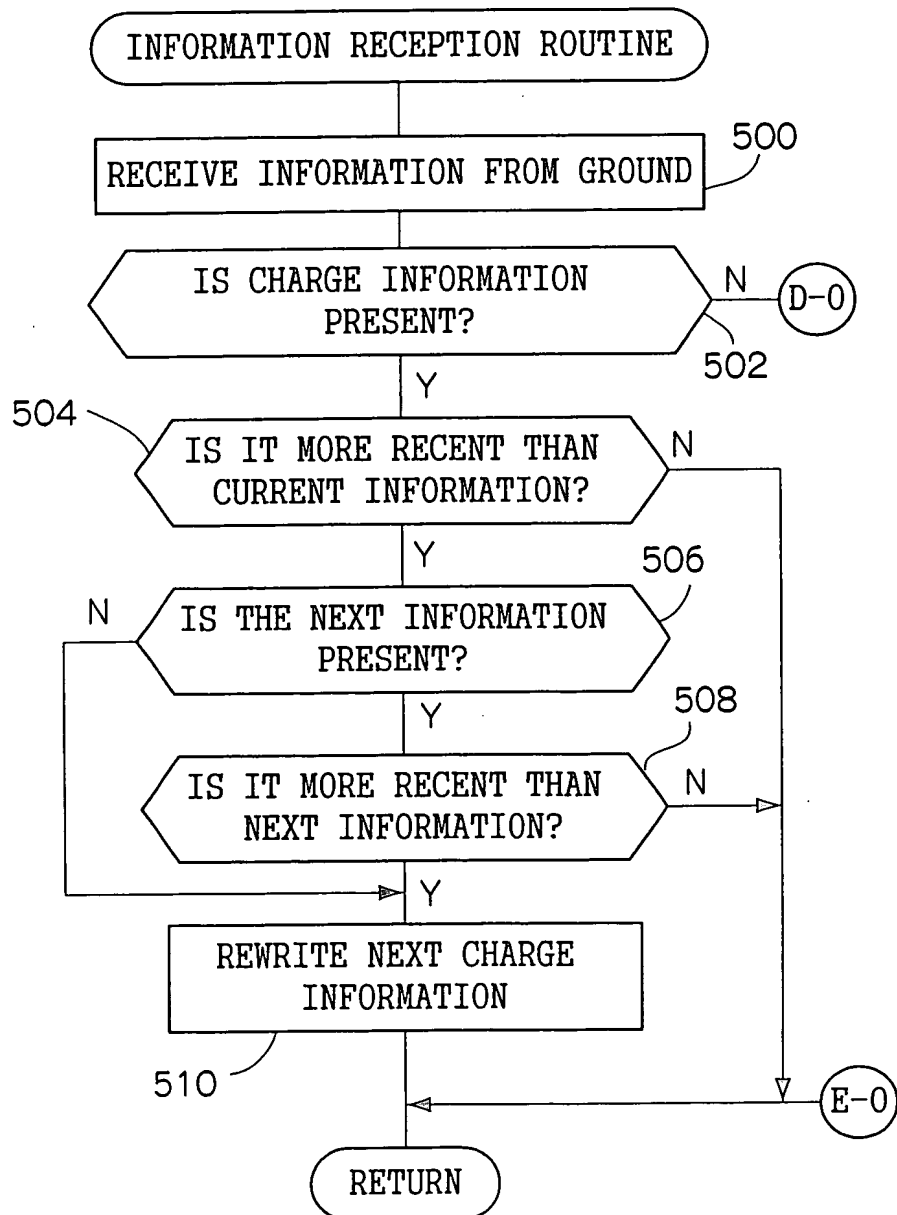 INFORMATION RECEPTION ROUTINE
500
RECEIVE INFORMATION FROM GROUND
IS CHARGE INFORMATION
PRESENT?
N
D-0
502
Y
504
IS IT MORE RECENT THAN
CURRENT INFORMATION?
N
Y
506
N
IS THE NEXT INFORMATION
PRESENT?
Y
508
IS IT MORE RECENT THAN
NEXT INFORMATION?
N
Y
REWRITE NEXT CHARGE
INFORMATION
510
E-0
RETURN